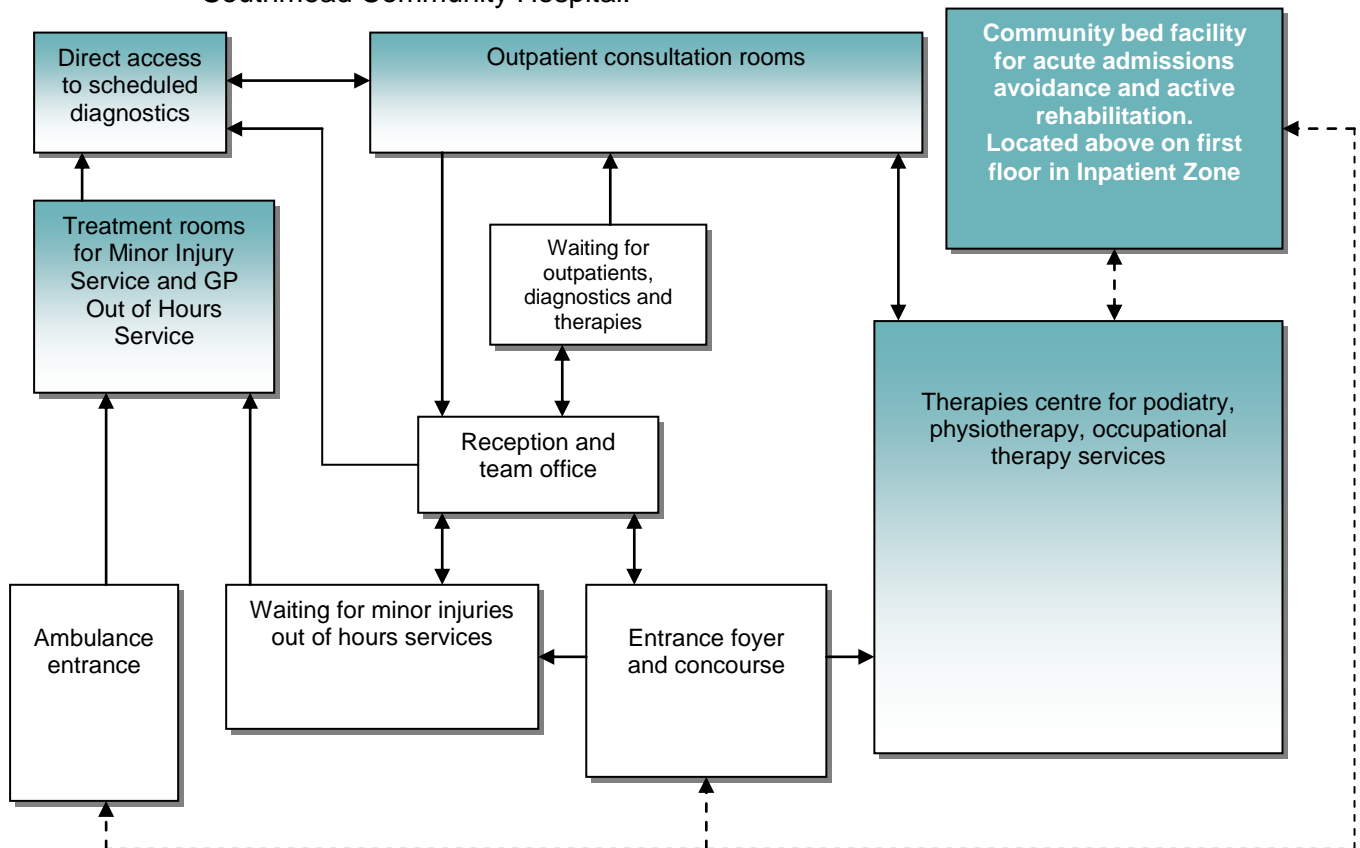 Southmead Community Hospital.
Direct access
to scheduled
diagnostics
Outpatient consultation rooms
Community bed facility
for acute admissions
avoidance and active
rehabilitation.
Located above on first
floor in Inpatient Zone
Treatment rooms
for Minor Injury
Service and GP
Out of Hours
Service
Waiting for
outpatients,
diagnostics and
therapies
Reception and
team office
Therapies centre for podiatry,
physiotherapy, occupational
therapy services
Ambulance
entrance
Waiting for minor injuries
out of hours services
Entrance foyer
and concourse